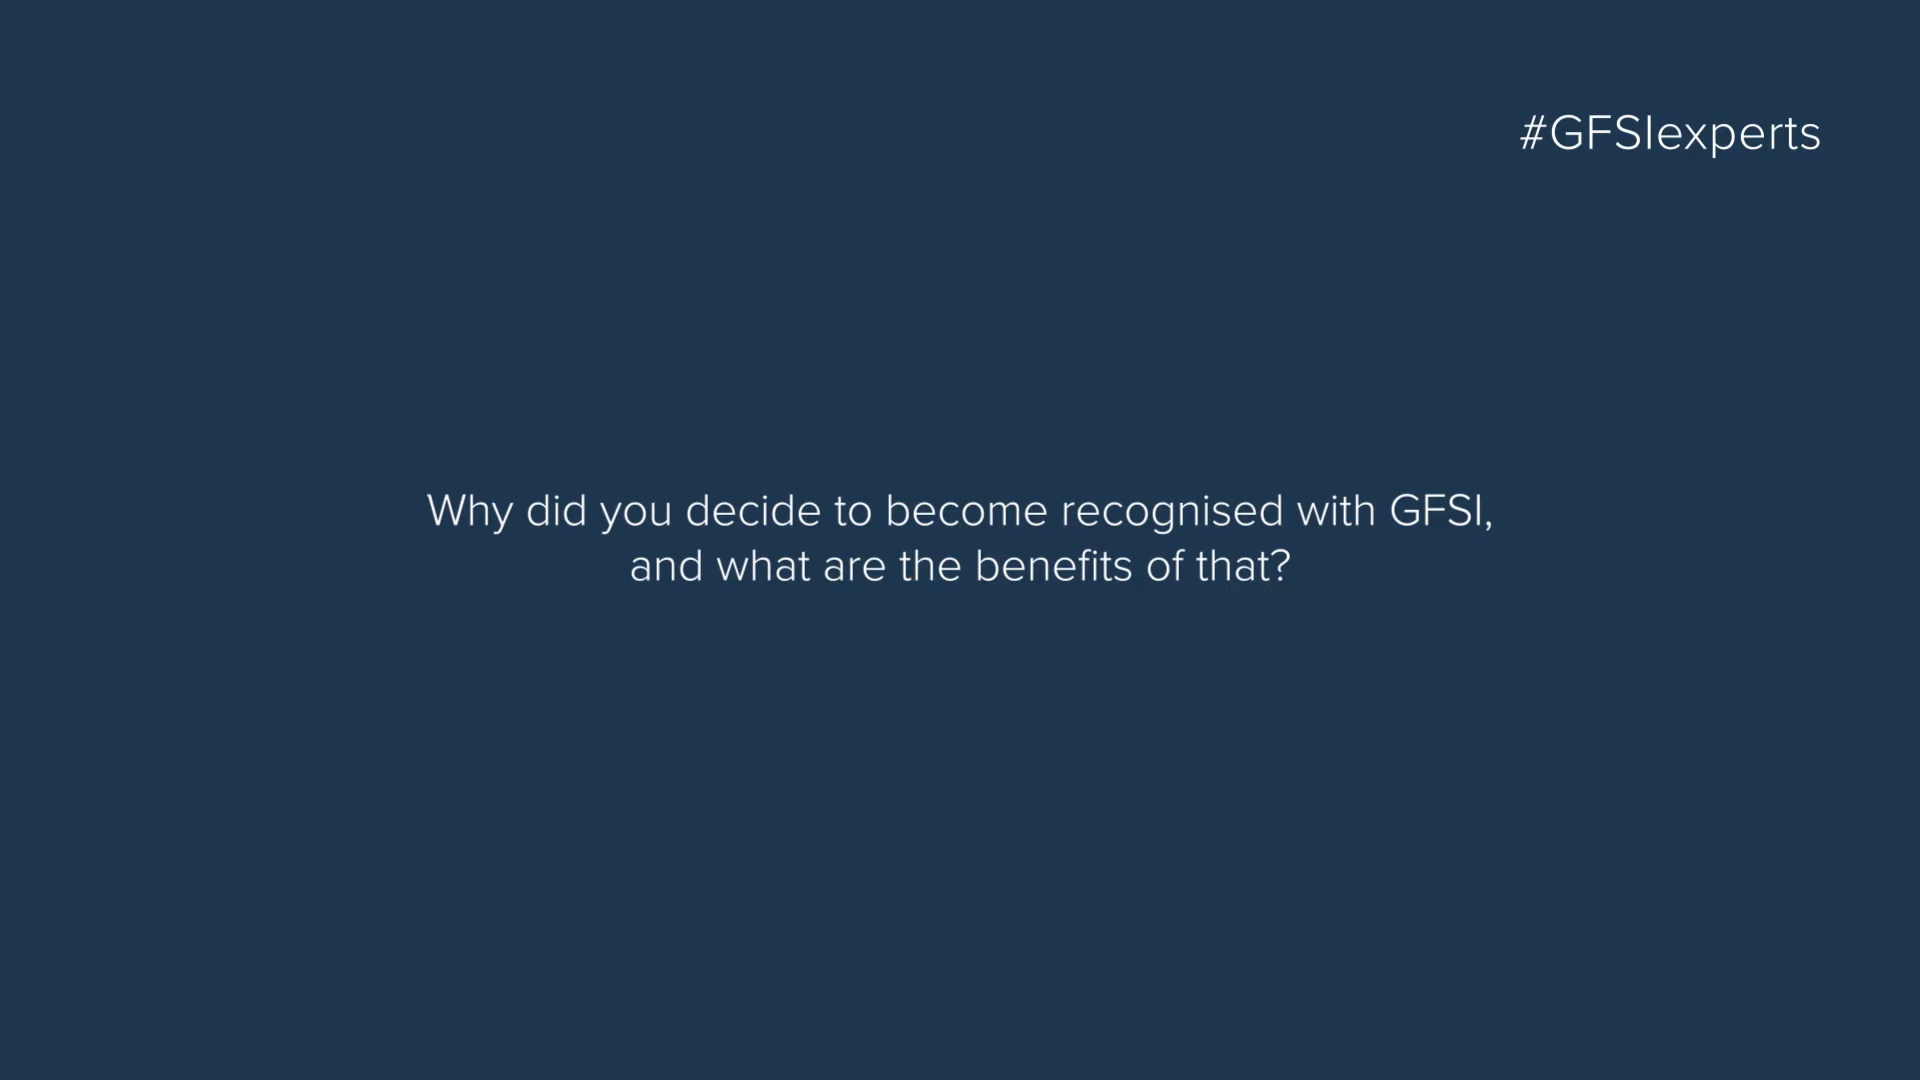 #GFSIexperts
Why did you decide to become recognised with GFSI,
and what are the benefits of that?